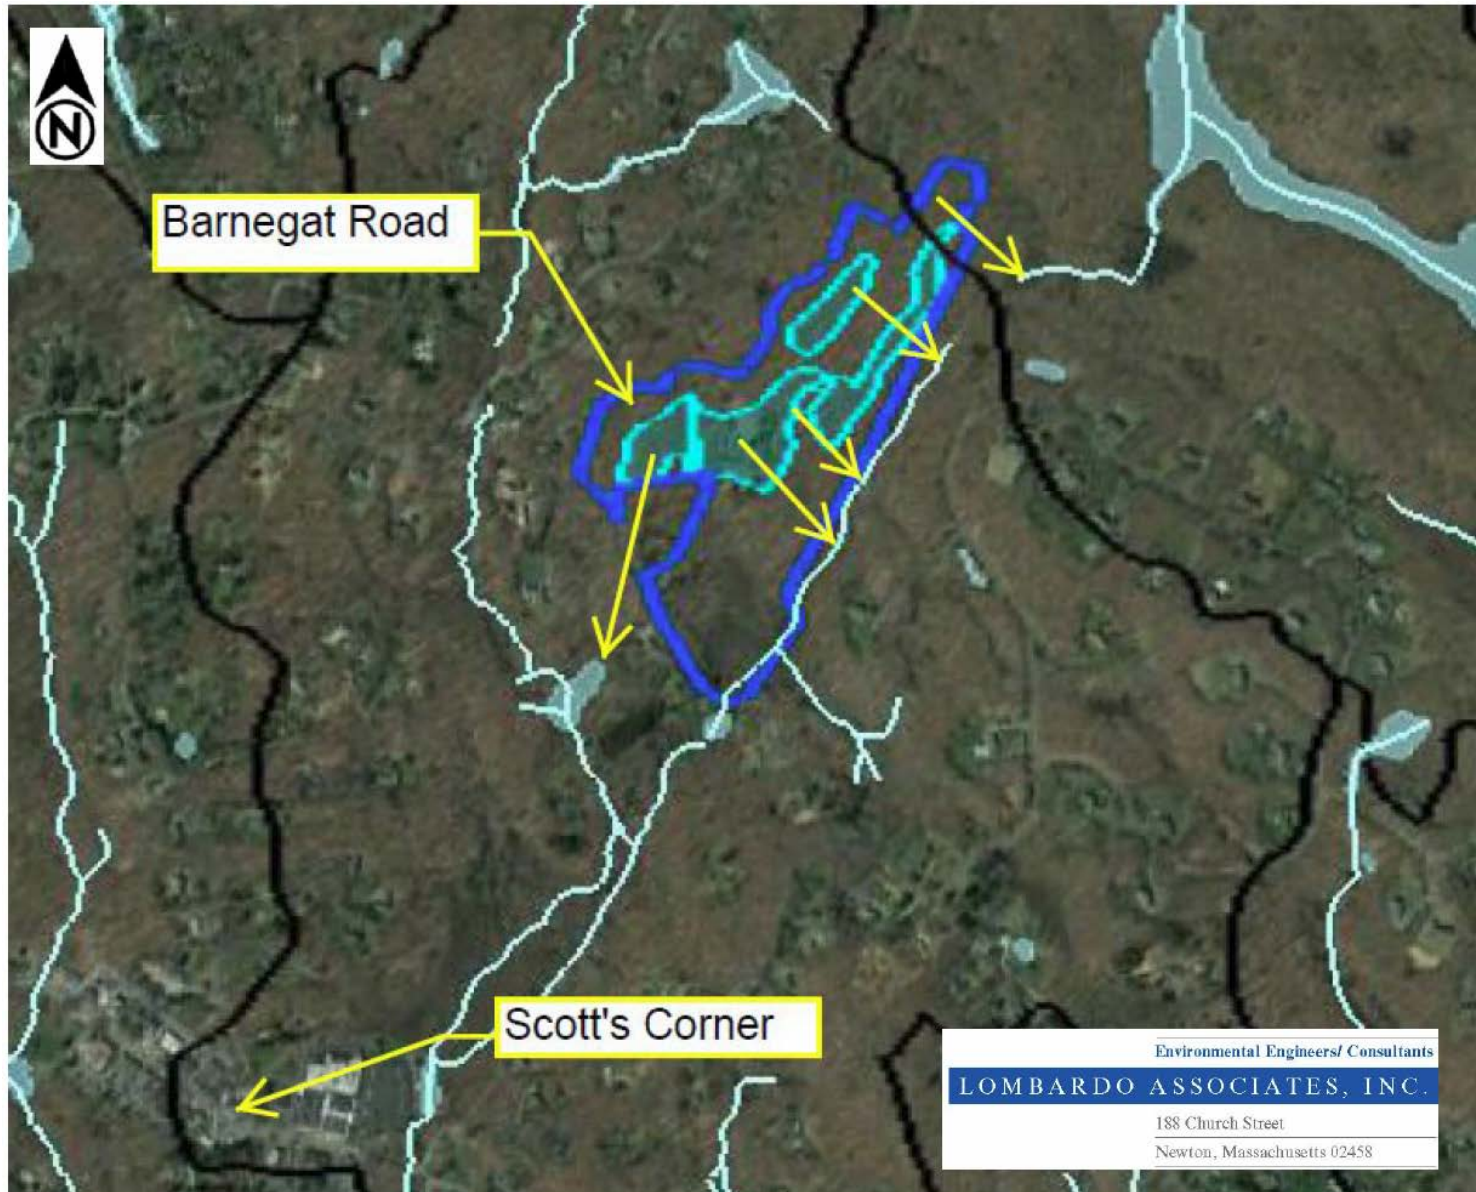 N
Barnegat Road
Scott's Corner
Environmental Engineers/ Consultants
LOMBARDO ASSOCIATES, INC.
188 Church Street
Newton, Massachusetts 02458